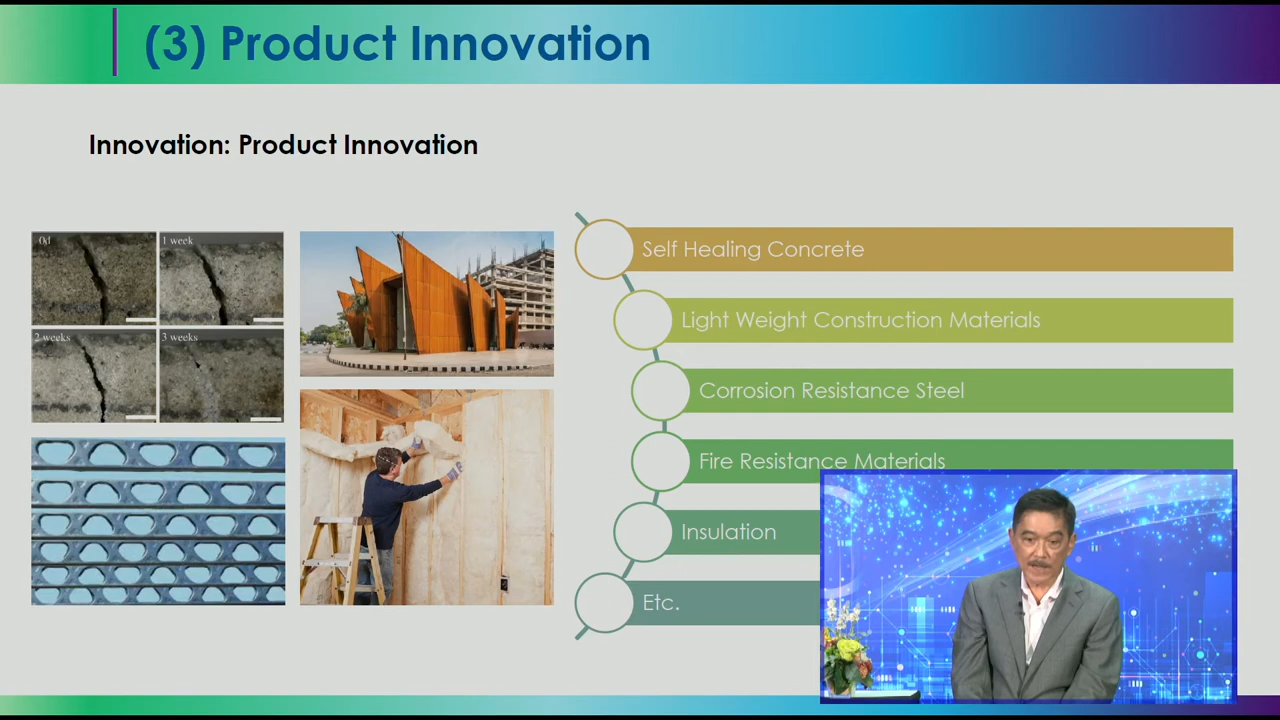 (3) Product Innovation
Innovation: Product Innovation
0d
1 week
2 weeks
3 weeks
Self Healing Concrete
Light Weight Construction Materials
Corrosion Resistance Steel
Fire Resistance Materials
Insulation
Etc.